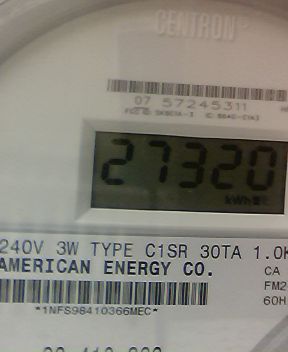 CENTRON®
07 57245311
27320
kWh
240V 3W TYPE C1SR 30TA 1.0K
AMERICAN ENERGY CO.
CA
FM2
60H
*1NFS98410366MEC*